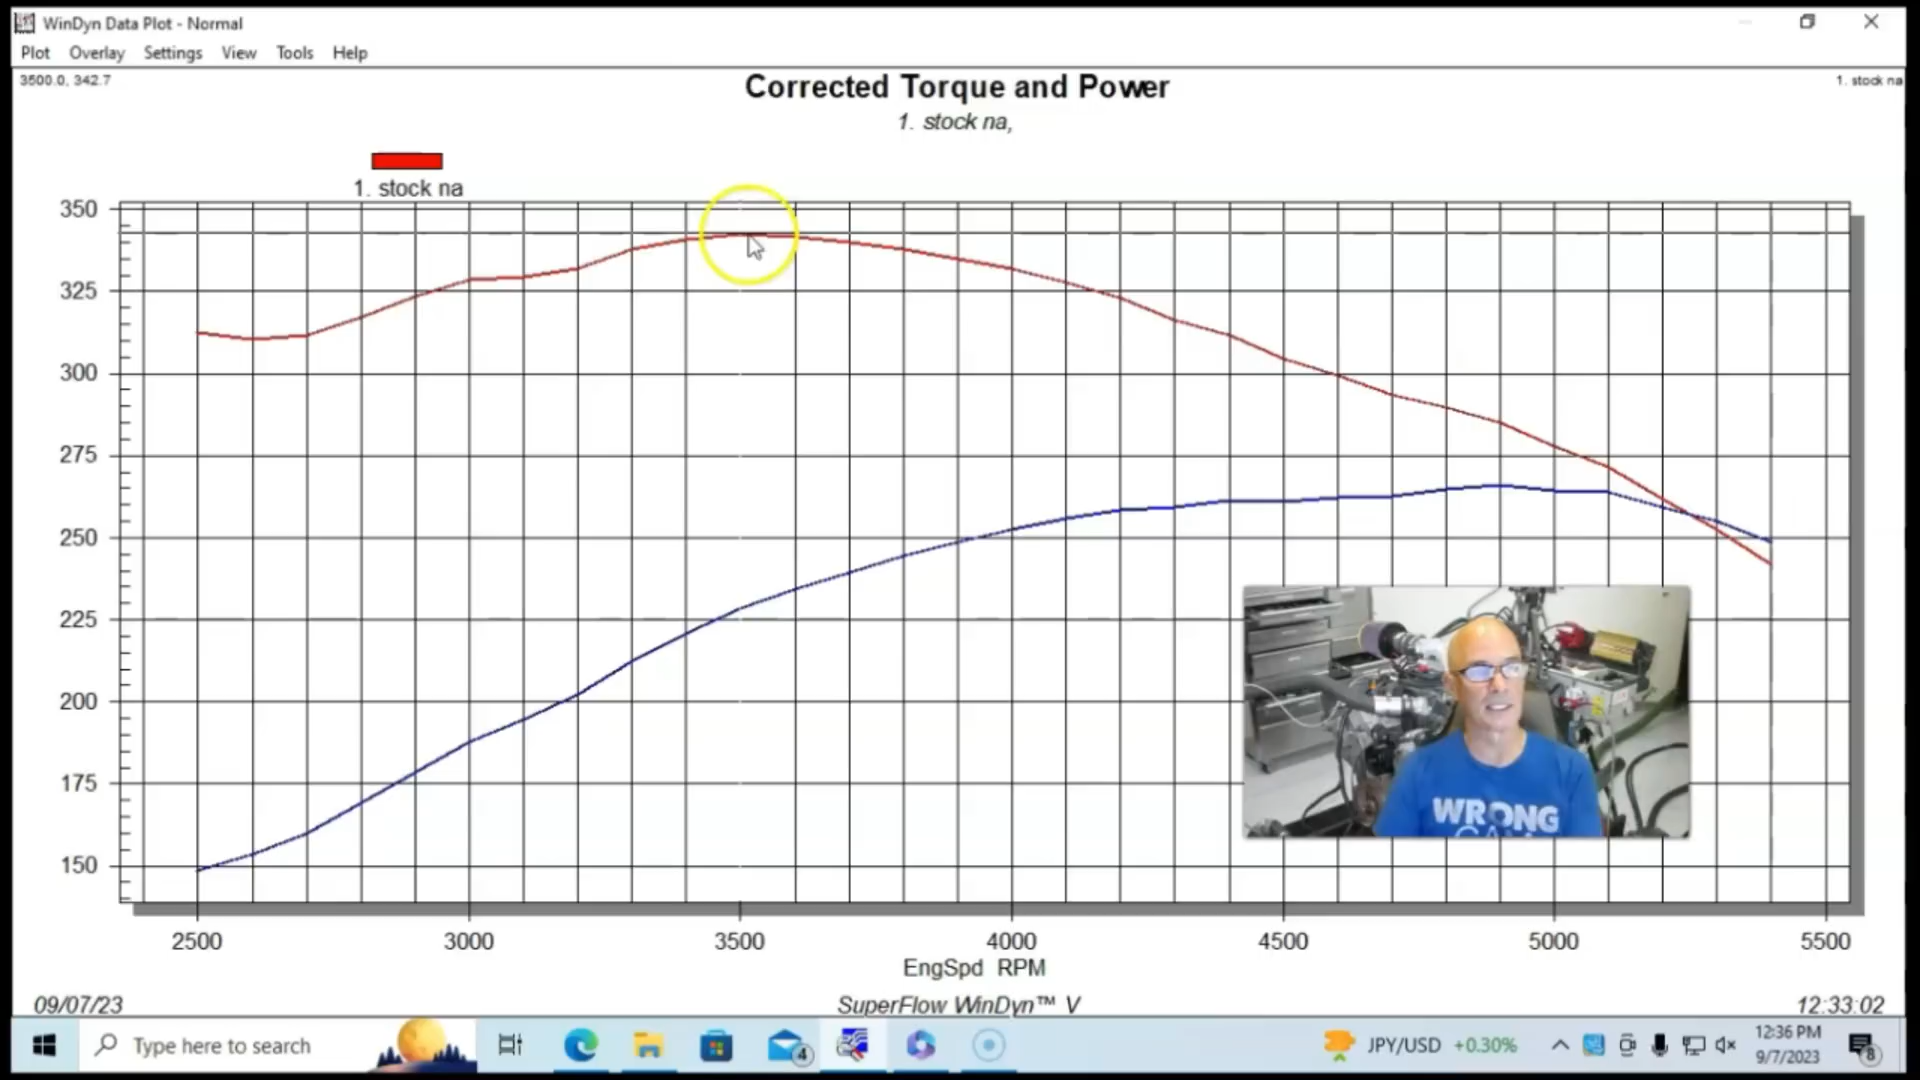 WinDyn Data Plot - Normal
Plot Overlay Settings View Tools Help
3500.0, 342.7
Corrected Torque and Power
1. stock na
1. stock na,
1. stock na
350
325
300
275
250
225
200
175
150
2500 3000 3500 4000 4500 5000 5500
EngSpd RPM
WRONG
09/07/23 SuperFlow WinDyn™ V 12:33:02
Type here to search
4
JPY/USD +0.30%
12:36 PM
9/7/2023
8